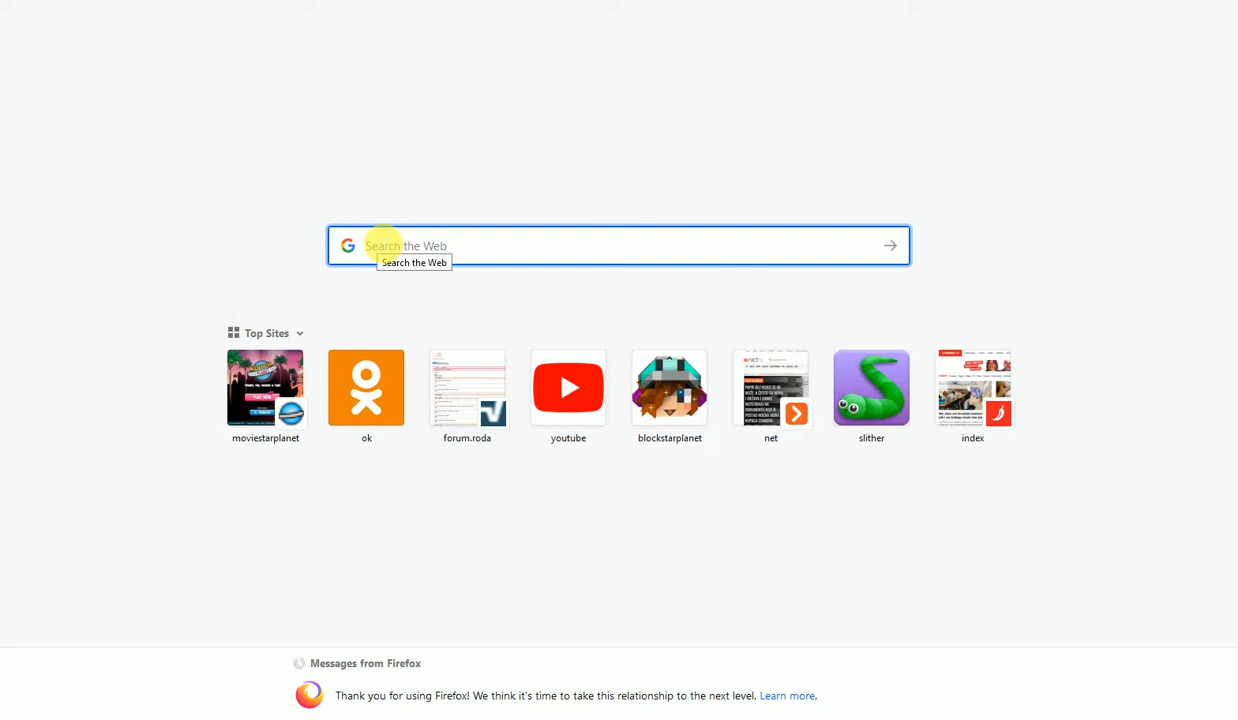 Search the Web
Search the Web
Top Sites
moviestarplanet
ok
forum.roda
youtube
blockstarplanet
net
slither
index
Messages from Firefox
Thank you for using Firefox! We think it's time to take this relationship to the next level. Learn more.